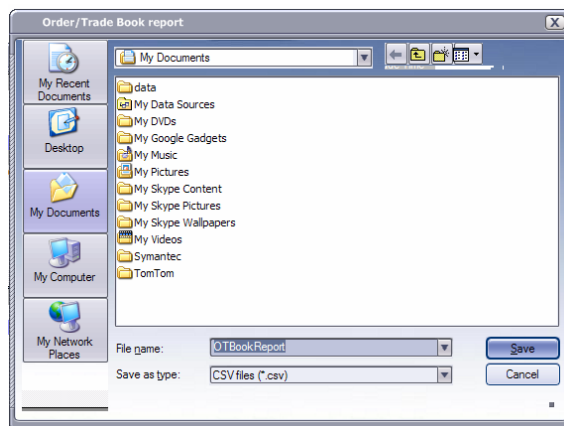 Order/Trade Book report
My Documents
My Recent
Documents
Desktop
My Documents
My Computer
My Network
Places
data
My Data Sources
My DVDs
My Google Gadgets
My Music
My Pictures
My Skype Content
My Skype Pictures
My Skype Wallpapers
My Videos
Symantec
TomTom
File name:
OTBookReport
Save
Save as type:
CSV files (*.csv)
Cancel